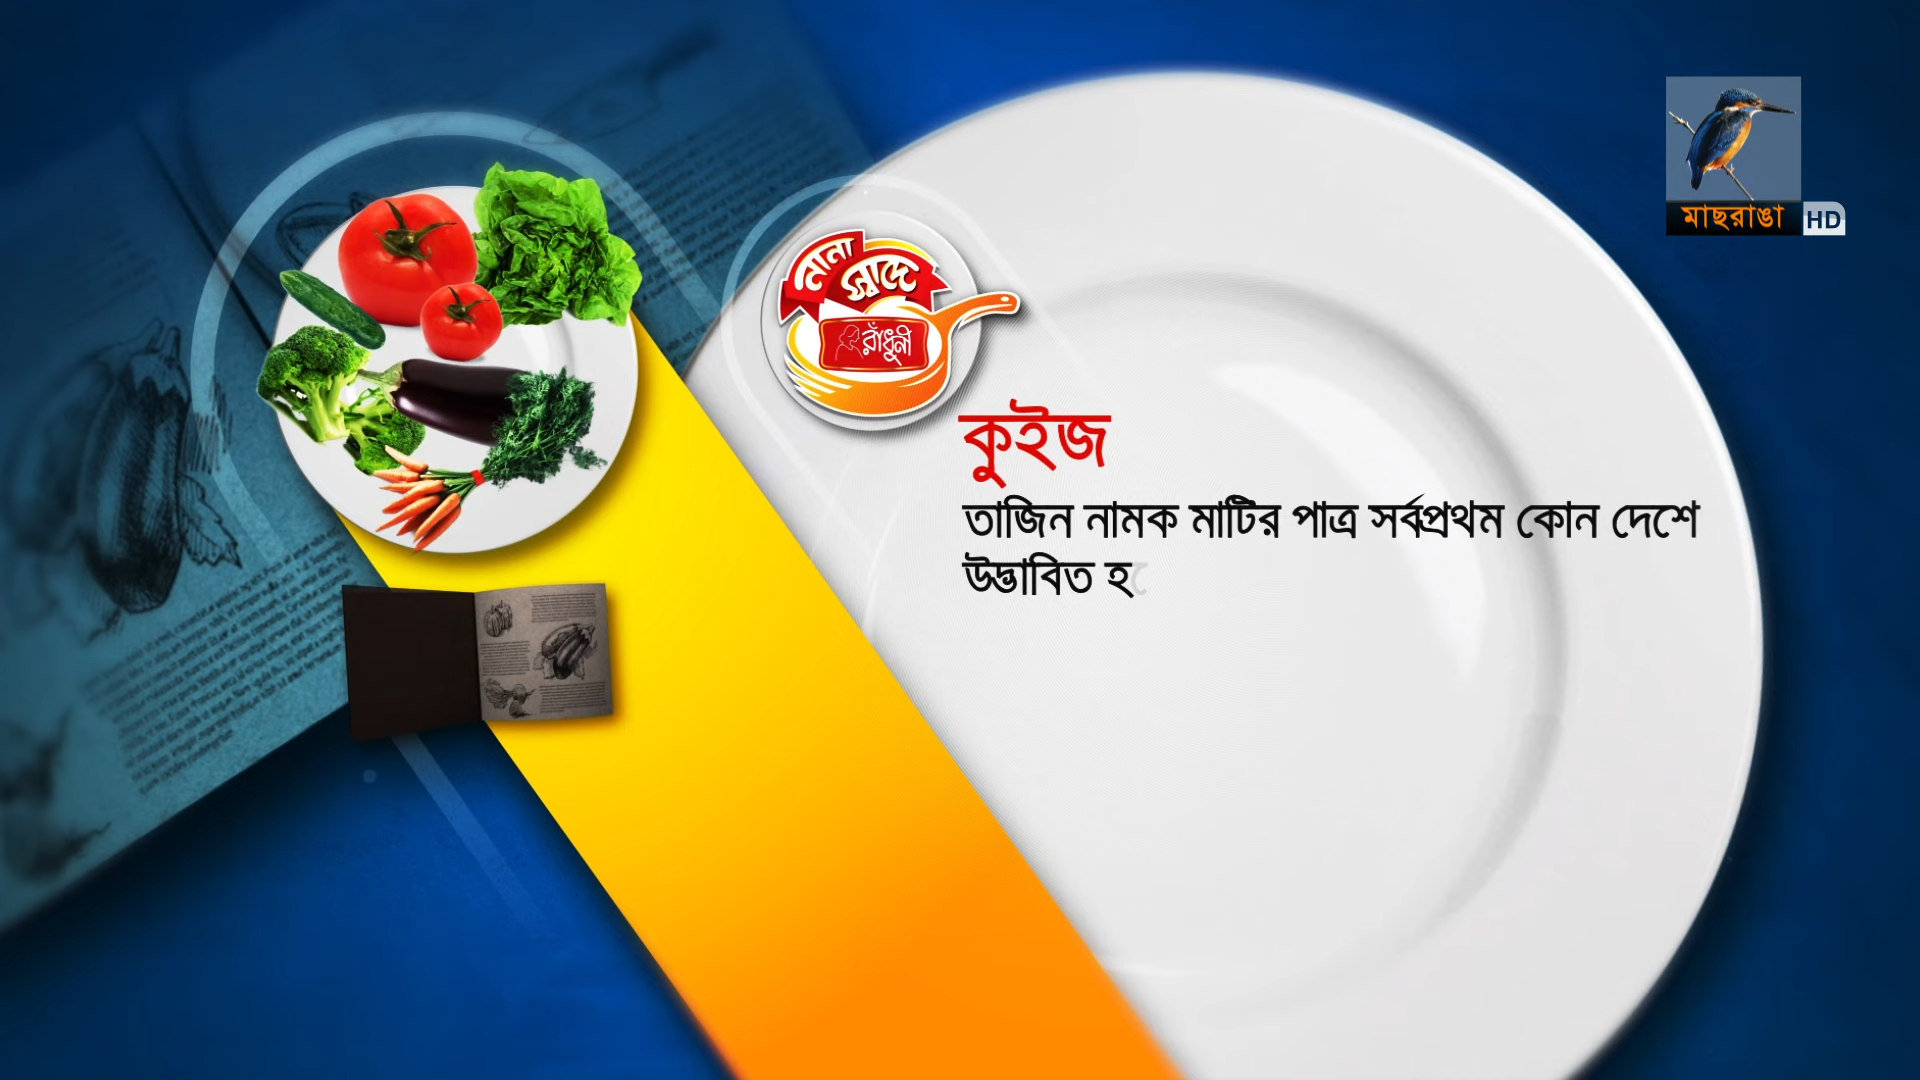 মাছরাঙা HD
নানা
স্বাদে
রাঁধুনী
কুইজ
তাজিন নামক মাটির পাত্র সর্বপ্রথম কোন দেশে
উদ্ভাবিত হ